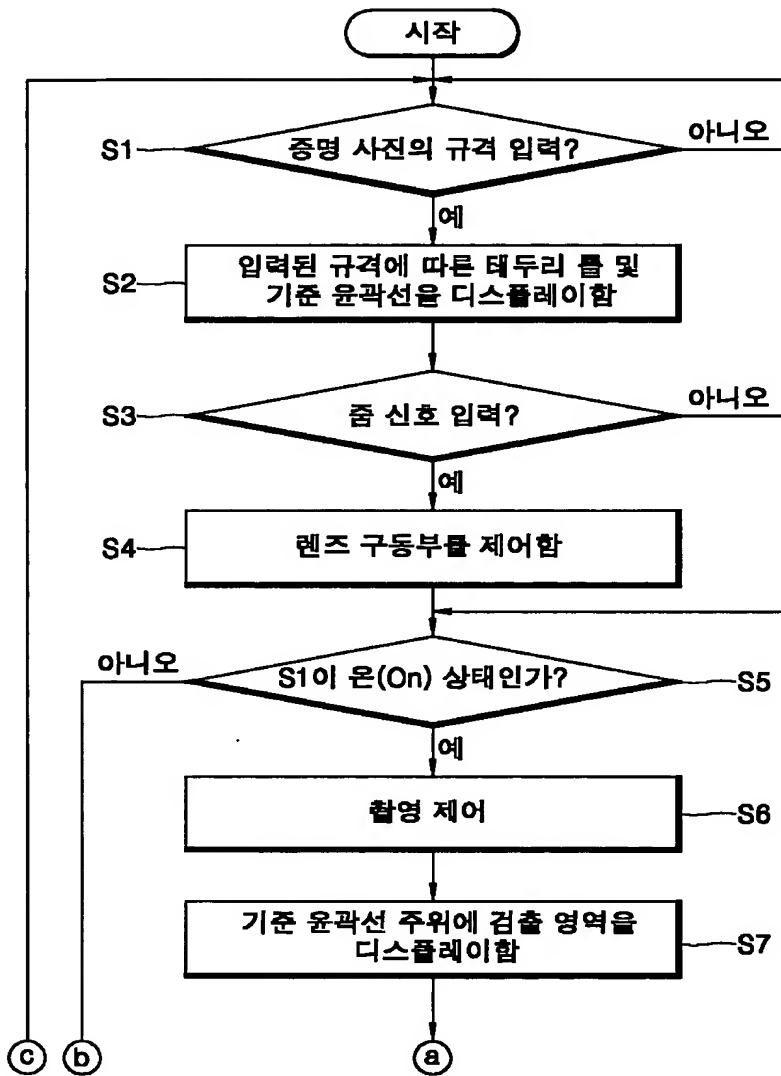 시작
S1
증명 사진의 규격 입력?
아니오
예
S2
입력된 규격에 따른 태두리 틀 및
기준 윤곽선을 디스플레이함
S3
줌 신호 입력?
아니오
예
S4
렌즈 구동부를 제어함
아니오
S1이 온(On) 상태인가?
S5
예
촬영 제어
S6
기준 윤곽선 주위에 검출 영역을
디스플레이함
S7
c
b
a